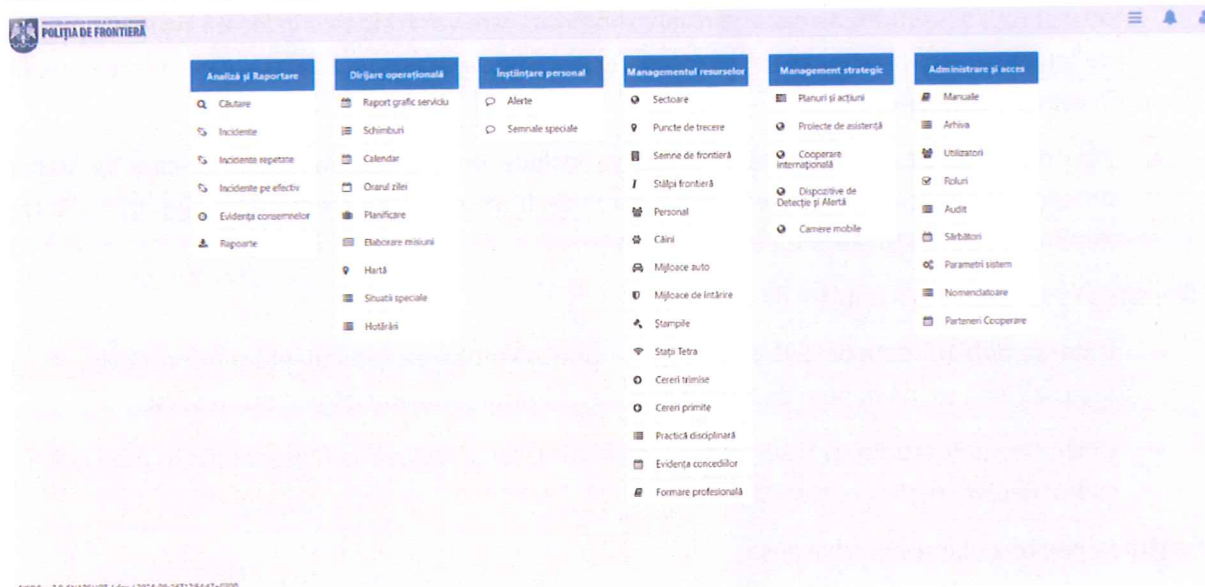 POLIȚIA DE FRONTIERĂ
Analiză și Raportare
Căutare
Incidente
Incidente repetate
Incidente pe efectiv
Evidența consemnelor
Rapoarte
Dirijare operațională
Raport grafic serviciu
Schimburi
Calendar
Orarul zilei
Planificare
Elaborare misiuni
Hartă
Situatii speciale
Hotărâri
Înștiințare personal
Alerte
Semnale speciale
Managementul resurselor
Sectoare
Puncte de trecere
Semne de frontieră
Stâlpi frontieră
Personal
Câini
Mijloace auto
Mijloace de întărire
Ștampile
Stații Tetra
Cereri trimise
Cereri primite
Practică disciplinară
Evidența concediilor
Formare profesională
Management strategic
Planuri și acțiuni
Proiecte de asistență
Cooperare
internațională
Dispozitive de
Detecție și Alertă
Camere mobile
Administrare și acces
Manuale
Arhiva
Utilizatori
Roluri
Audit
Sărbători
Parametri sistem
Nomenclatoare
Parteneri Cooperare